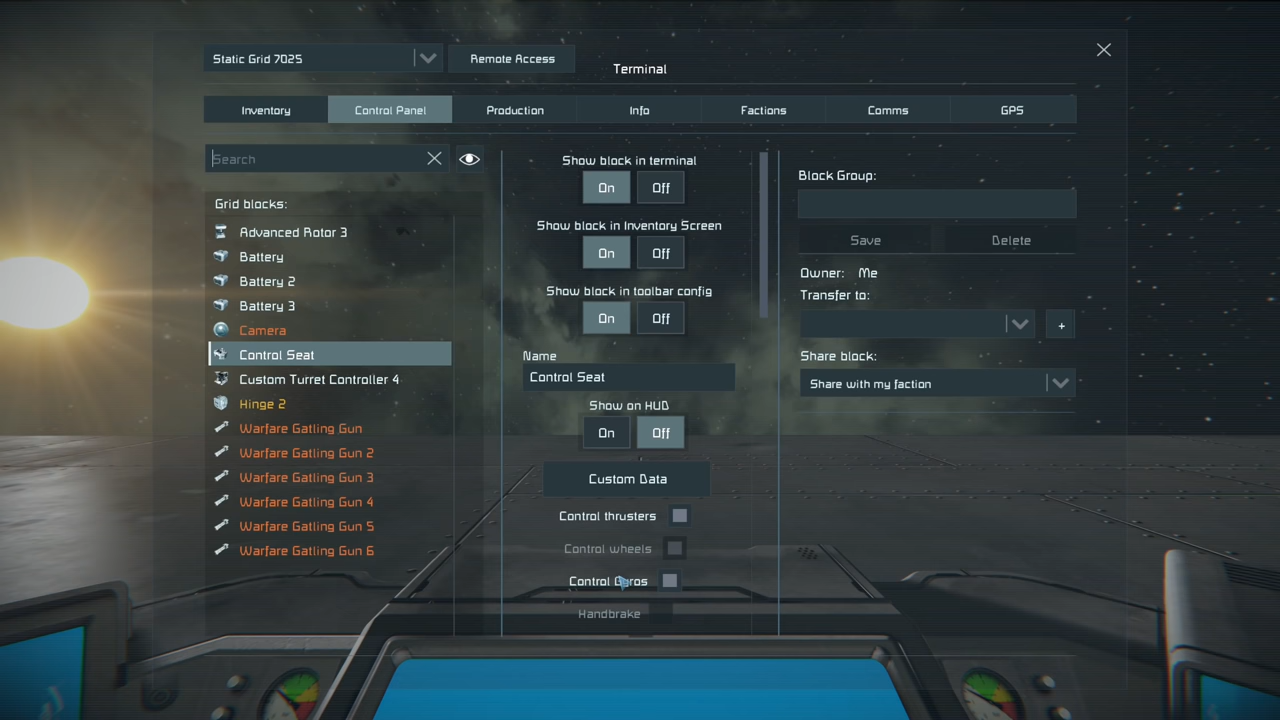 Static Grid 7025
Remote Access
Terminal
Inventory
Control Panel
Production
Info
Factions
Comms
GPS
Search
Grid blocks:
Advanced Rotor 3
Battery
Battery 2
Battery 3
Camera
Control Seat
Custom Turret Controller 4
Hinge 2
Warfare Gatling Gun
Warfare Gatling Gun 2
Warfare Gatling Gun 3
Warfare Gatling Gun 4
Warfare Gatling Gun 5
Warfare Gatling Gun 6
Show block in terminal
On Off
Show block in Inventory Screen
On Off
Show block in toolbar config
On Off
Name
Control Seat
Show on HUD
On Off
Custom Data
Control thrusters
Control wheels
Control Gyros
Handbrake
Block Group:
Save Delete
Owner: Me
Transfer to:
+
Share block:
Share with my faction